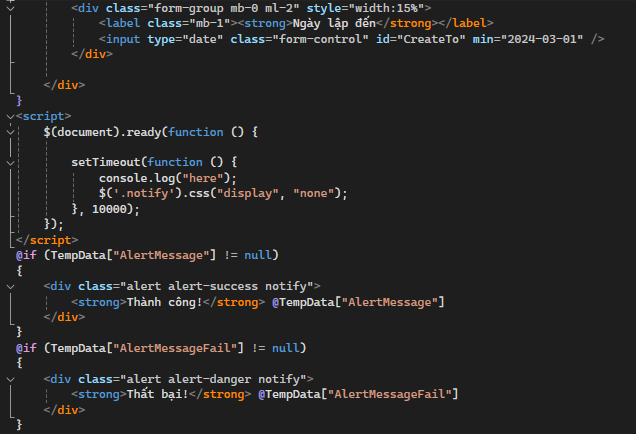 <div class="form-group mb-0 ml-2" style="width:15%">
<label class="mb-1"><strong>Ngày lập đến</strong></label>
<input type="date" class="form-control" id="CreateTo" min="2024-03-01" />
</div>
</div>
}
<script>
$(document).ready(function () {
setTimeout(function () {
console.log("here");
$('.notify').css("display", "none");
}, 10000);
});
</script>
@if (TempData["AlertMessage"] != null)
{
<div class="alert alert-success notify">
<strong>Thành công!</strong> @TempData["AlertMessage"]
</div>
}
@if (TempData["AlertMessageFail"] != null)
{
<div class="alert alert-danger notify">
<strong>Thất bại!</strong> @TempData["AlertMessageFail"]
</div>
}